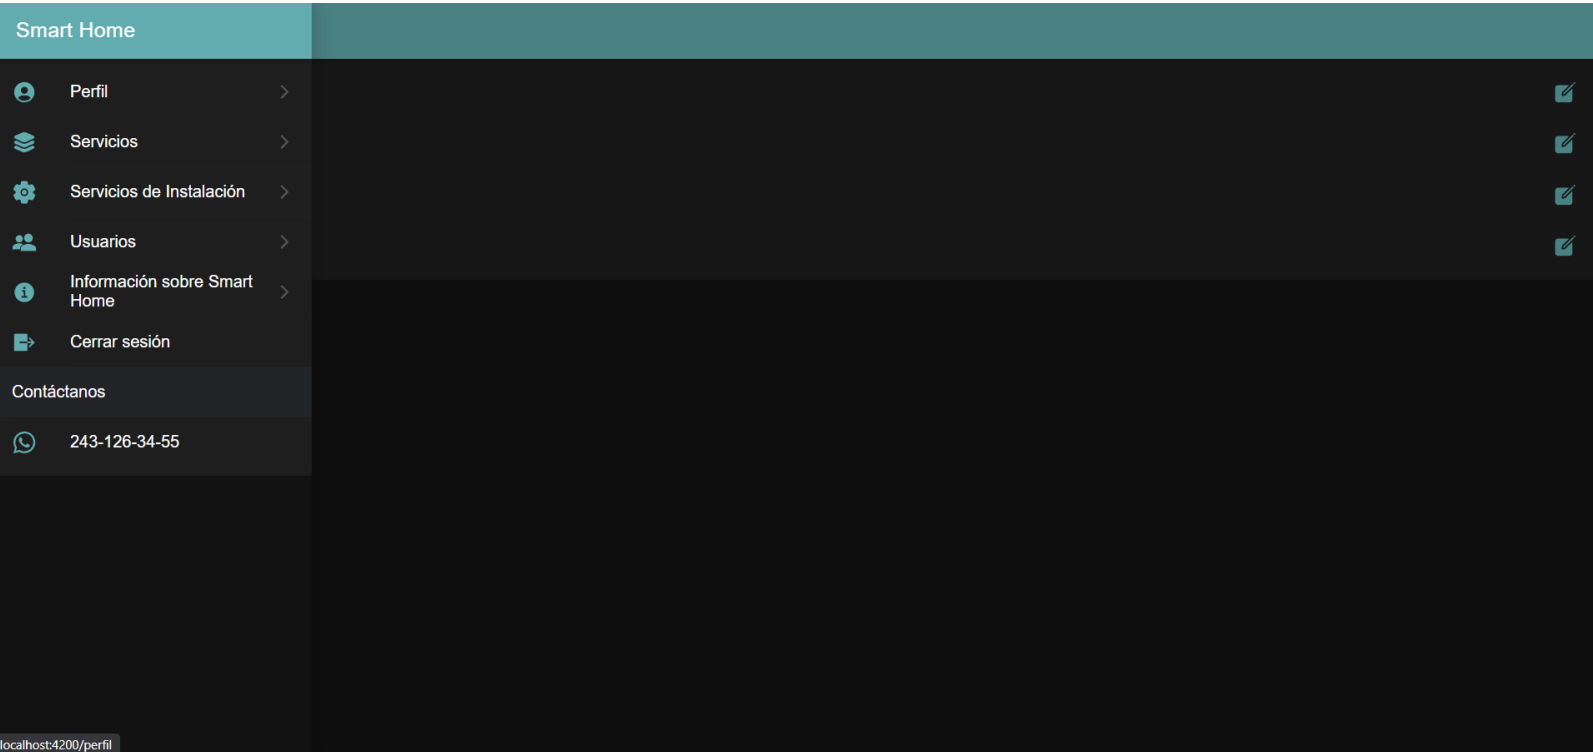 Smart Home
Perfil
Servicios
Servicios de Instalación
Usuarios
Información sobre Smart
Home
Cerrar sesión
Contáctanos
243-126-34-55
localhost:4200/perfil